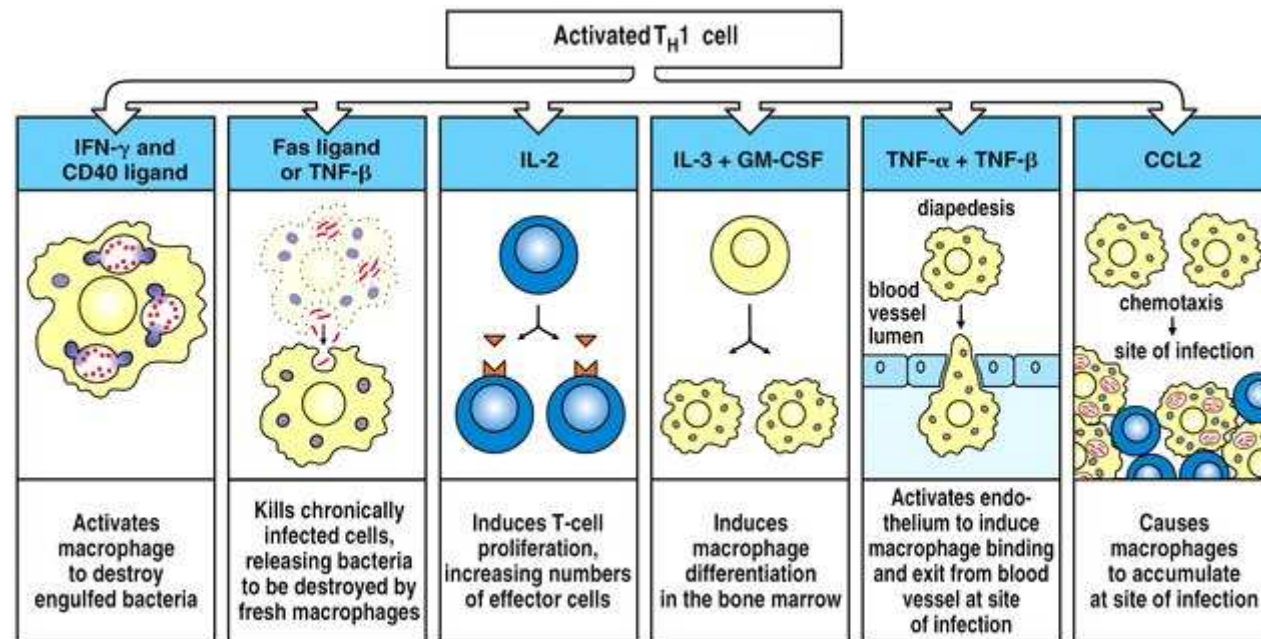 Activated T_H1 cell
IFN-γ and
CD40 ligand
Fas ligand
or TNF-β
IL-2
IL-3 + GM-CSF
TNF-α + TNF-β
CCL2
diapedesis
blood
vessel
lumen
chemotaxis
site of infection
Activates
macrophage
to destroy
engulfed bacteria
Kills chronically
infected cells,
releasing bacteria
to be destroyed by
fresh macrophages
Induces T-cell
proliferation,
increasing numbers
of effector cells
Induces
macrophage
differentiation
in the bone marrow
Activates endo-
thelium to induce
macrophage binding
and exit from blood
vessel at site
of infection
Causes
macrophages
to accumulate
at site of infection